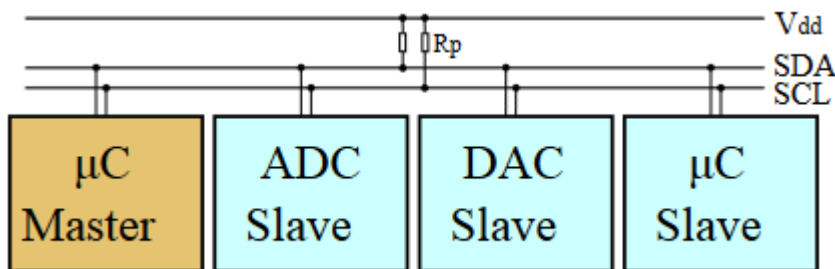 Vdd
Rp
SDA
SCL
μC
Master
ADC
Slave
DAC
Slave
μC
Slave